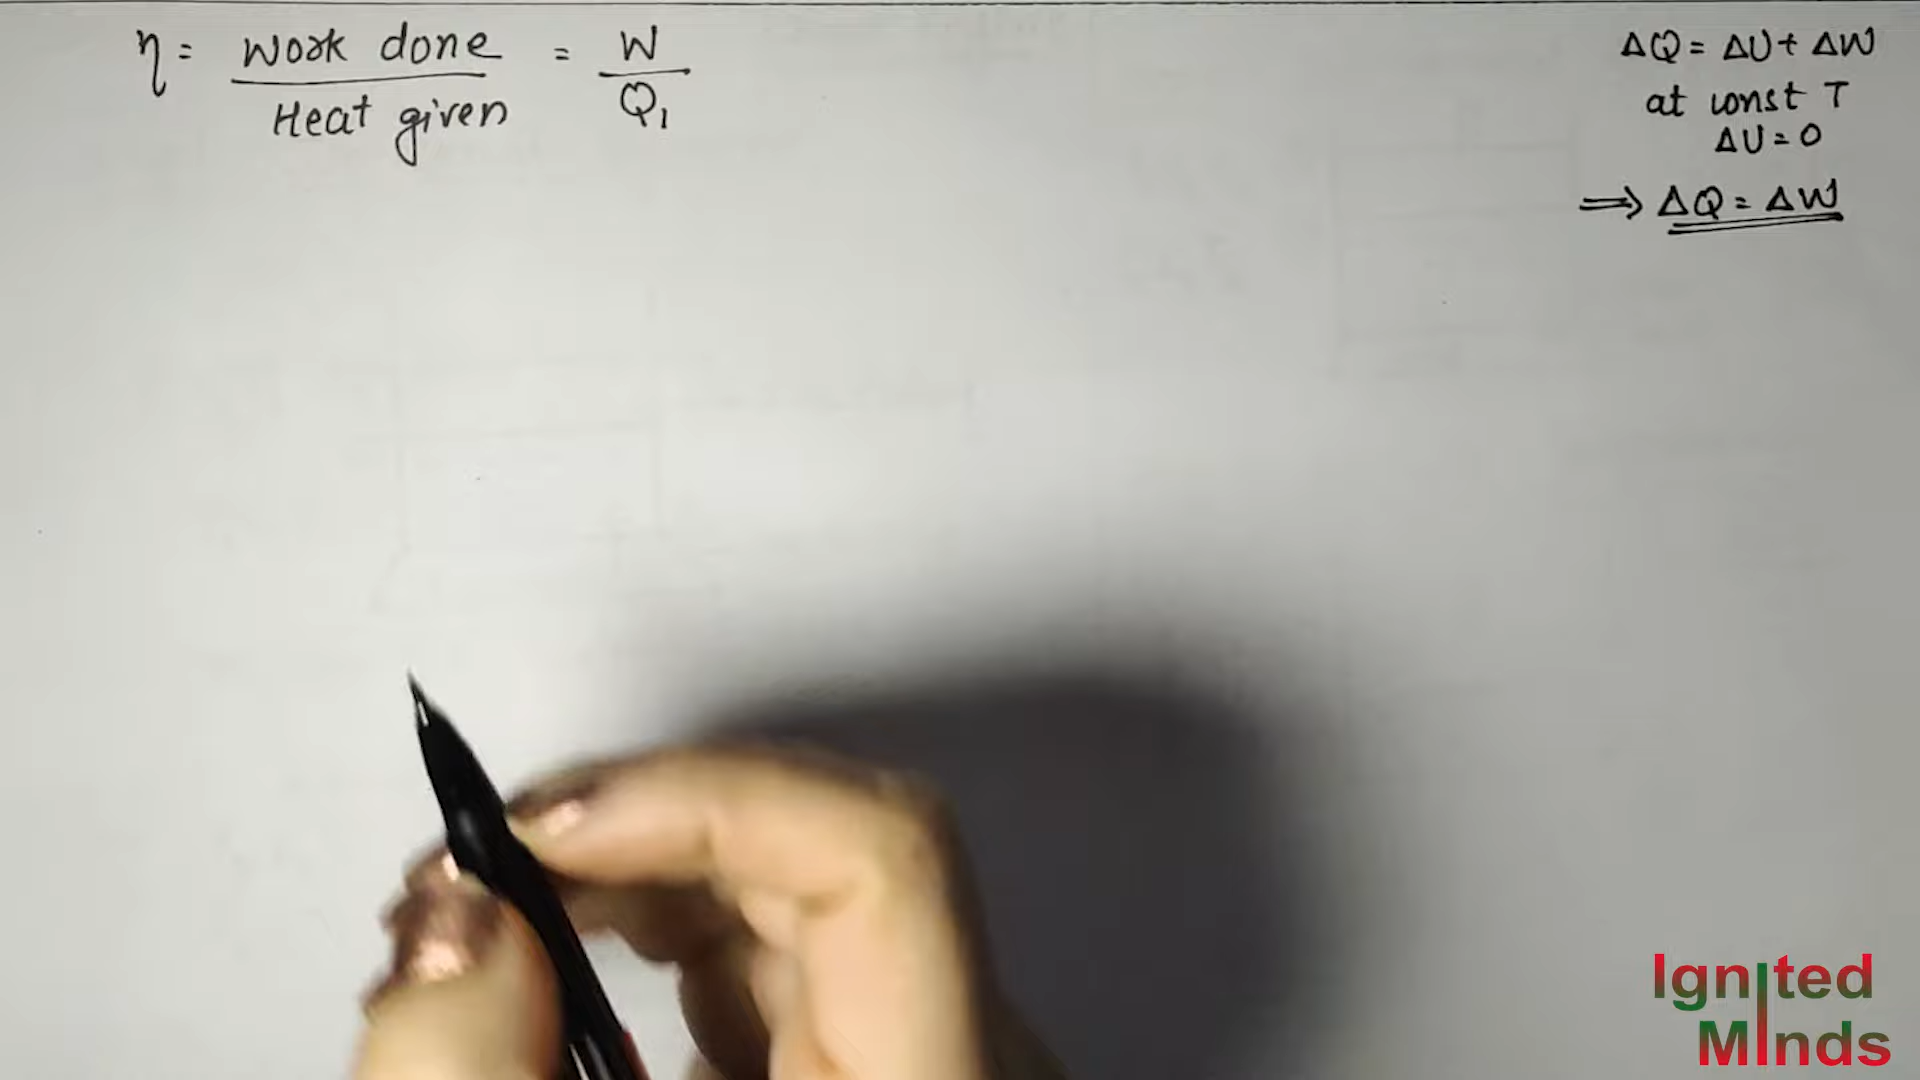 η = Work done / Heat given = W / Q₁
ΔQ = ΔU + ΔW
at const T
ΔU = 0
⟹ ΔQ = ΔW
Ignited
Minds